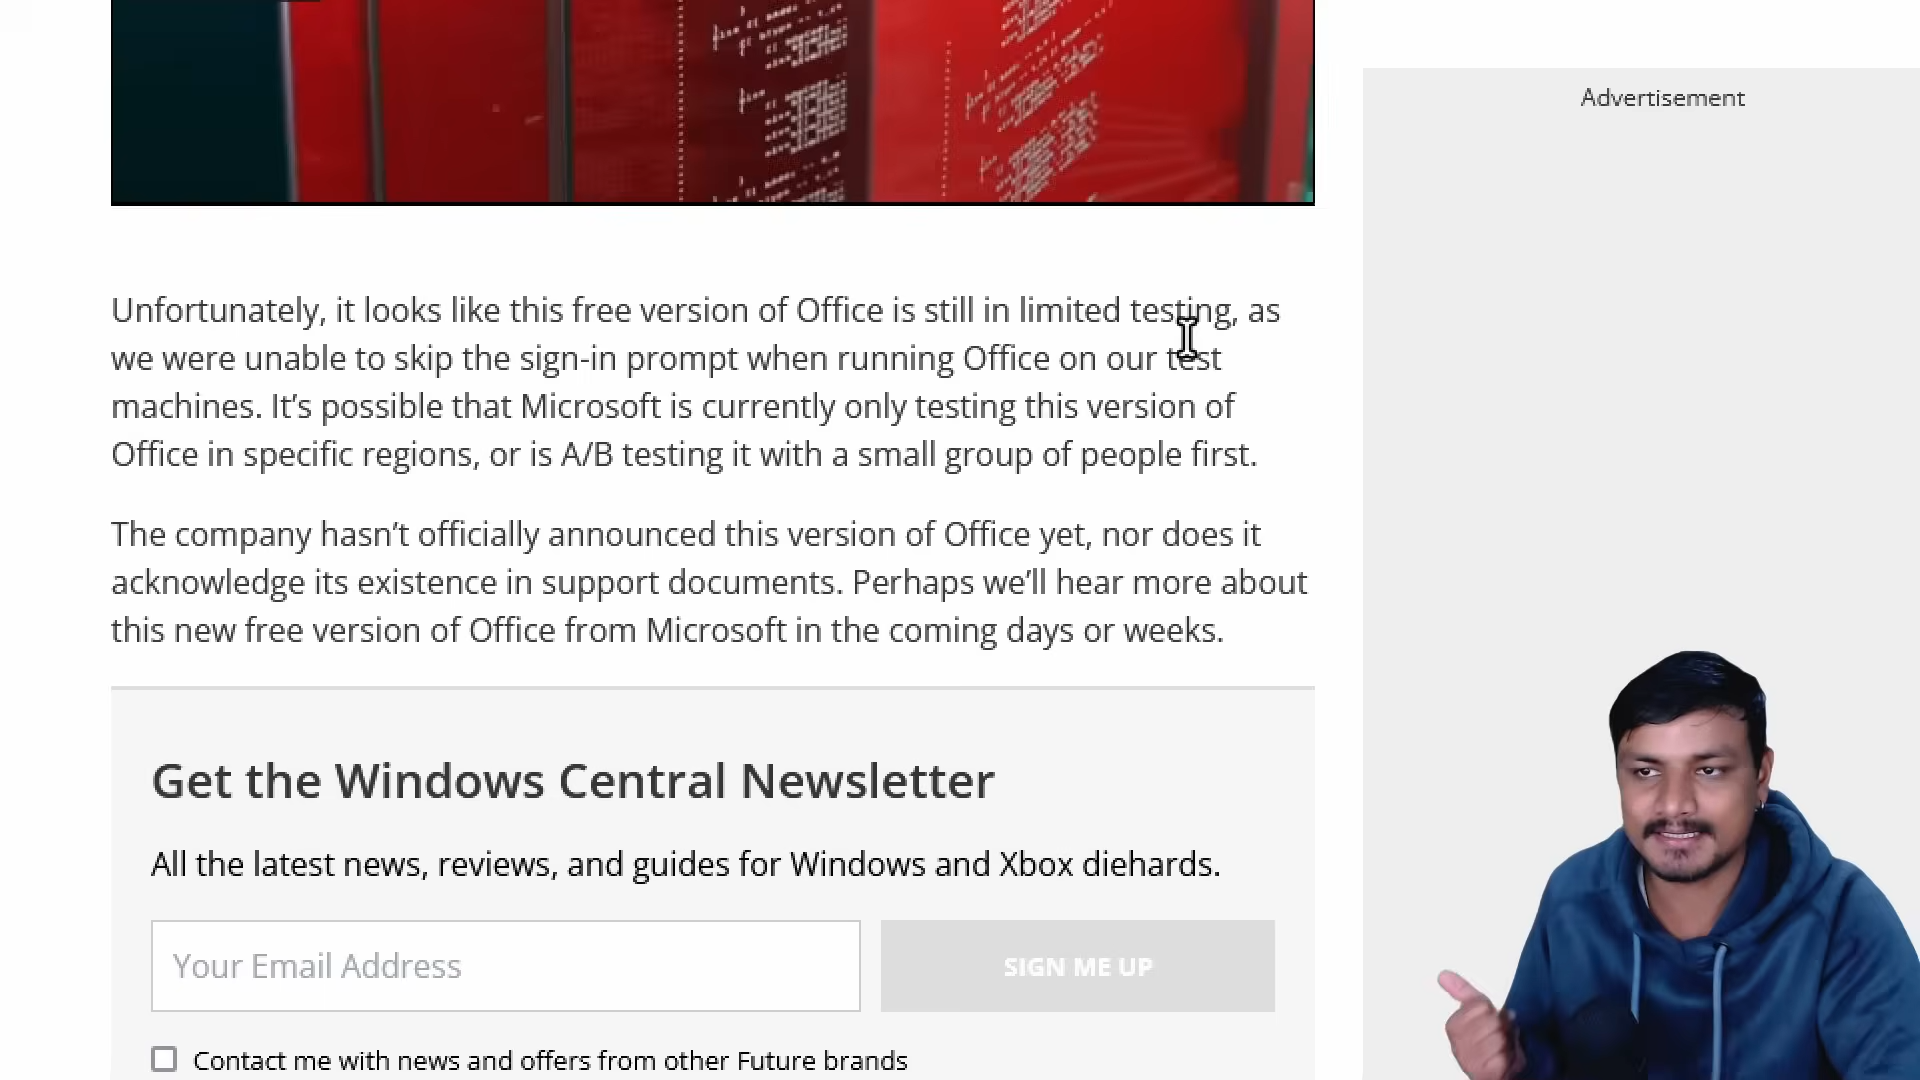 Advertisement
Unfortunately, it looks like this free version of Office is still in limited testing, as
we were unable to skip the sign-in prompt when running Office on our test
machines. It’s possible that Microsoft is currently only testing this version of
Office in specific regions, or is A/B testing it with a small group of people first.
The company hasn’t officially announced this version of Office yet, nor does it
acknowledge its existence in support documents. Perhaps we’ll hear more about
this new free version of Office from Microsoft in the coming days or weeks.
Get the Windows Central Newsletter
All the latest news, reviews, and guides for Windows and Xbox diehards.
Your Email Address
SIGN ME UP
Contact me with news and offers from other Future brands